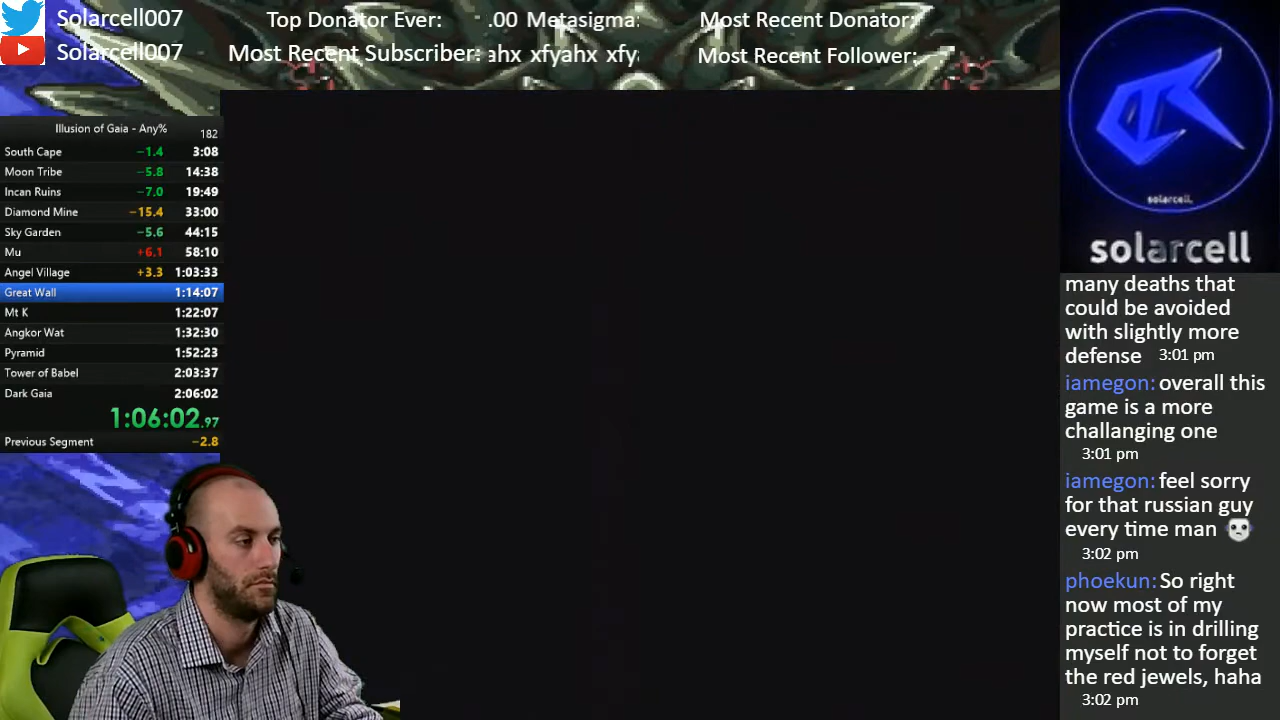 Solarcell007
Solarcell007
Top Donator Ever:
.00 Metasigma:
Most Recent Donator:
Most Recent Subscriber:
ahx xfyahx xfy
Most Recent Follower:
Illusion of Gaia - Any%
182
South Cape −1.4 3:08
Moon Tribe −5.8 14:38
Incan Ruins −7.0 19:49
Diamond Mine −15.4 33:00
Sky Garden −5.6 44:15
Mu +6.1 58:10
Angel Village +3.3 1:03:33
Great Wall 1:14:07
Mt K 1:22:07
Angkor Wat 1:32:30
Pyramid 1:52:23
Tower of Babel 2:03:37
Dark Gaia 2:06:02
1:06:02.97
Previous Segment −2.8
solarcell.
solarcell
many deaths that
could be avoided
with slightly more
defense 3:01 pm
iamegon: overall this
game is a more
challanging one
3:01 pm
iamegon: feel sorry
for that russian guy
every time man
3:02 pm
phoekun: So right
now most of my
practice is in drilling
myself not to forget
the red jewels, haha
3:02 pm